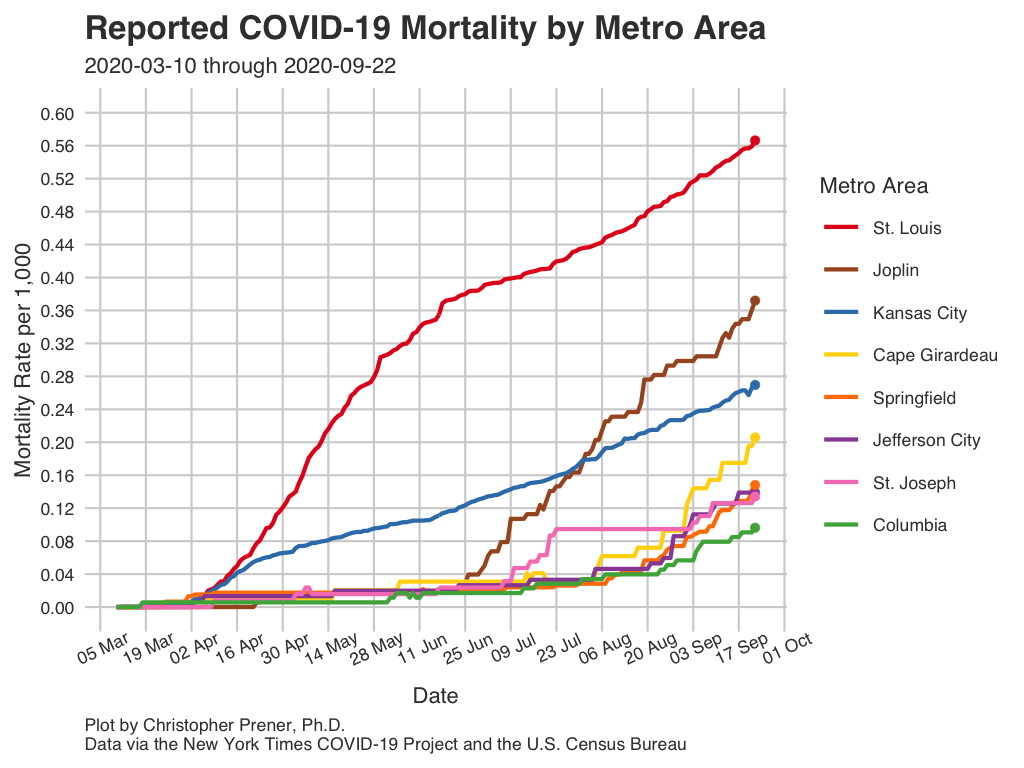 Reported COVID-19 Mortality by Metro Area
2020-03-10 through 2020-09-22
Mortality Rate per 1,000
0.60
0.56
0.52
0.48
0.44
0.40
0.36
0.32
0.28
0.24
0.20
0.16
0.12
0.08
0.04
0.00
05 Mar
19 Mar
02 Apr
16 Apr
30 Apr
14 May
28 May
11 Jun
25 Jun
09 Jul
23 Jul
06 Aug
20 Aug
03 Sep
17 Sep
01 Oct
Date
Metro Area
St. Louis
Joplin
Kansas City
Cape Girardeau
Springfield
Jefferson City
St. Joseph
Columbia
Plot by Christopher Prener, Ph.D.
Data via the New York Times COVID-19 Project and the U.S. Census Bureau